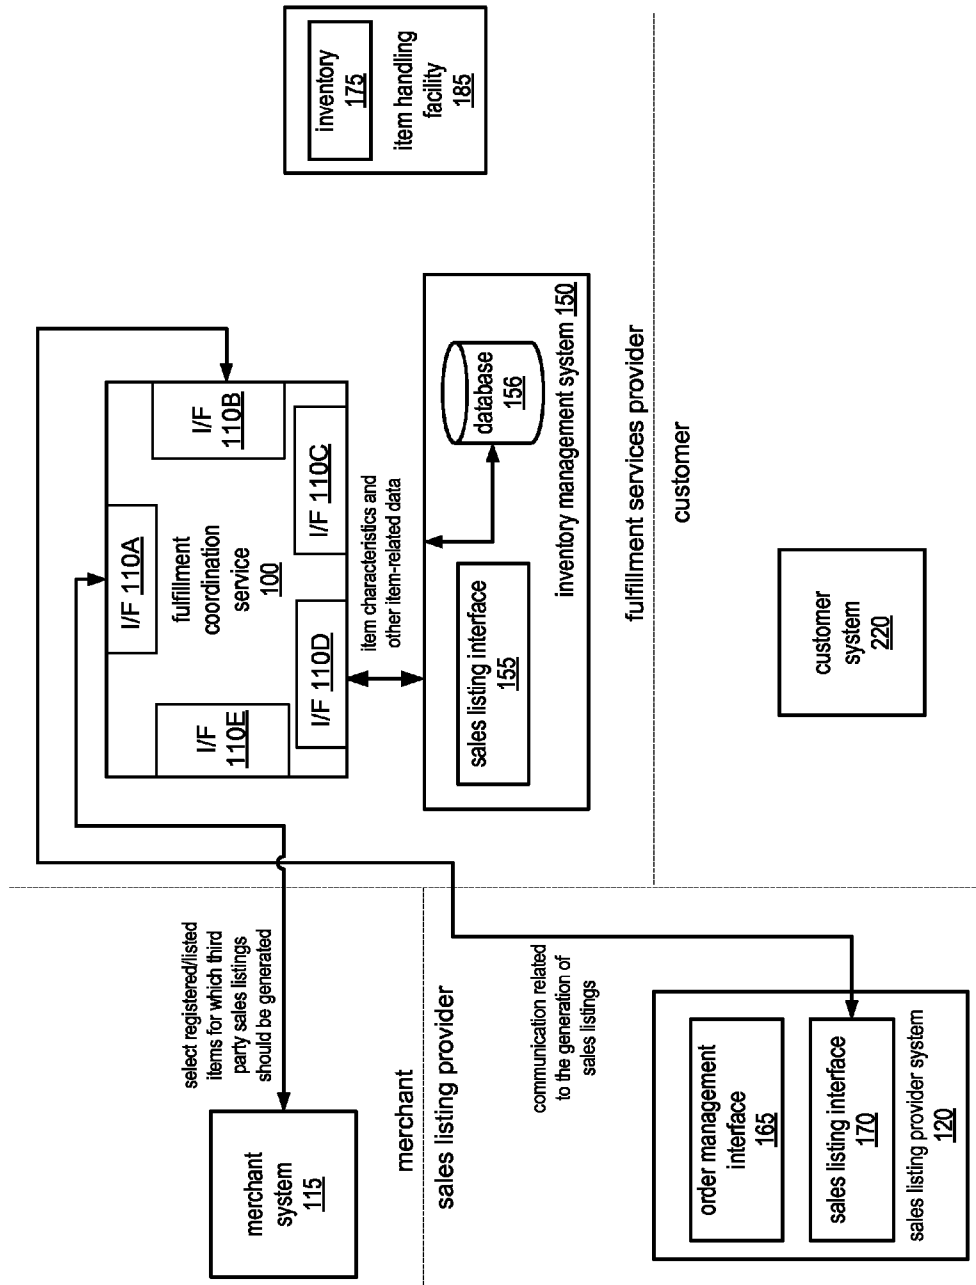 merchant
system
115
select registered/listed
items for which third
party sales listings
should be generated
merchant
sales listing provider
communication related
to the generation of
sales listings
order management
interface
165
sales listing interface
170
sales listing provider system
120
I/F 110A
I/F
110B
I/F 110C
I/F 110D
I/F
110E
fulfillment
coordination
service
100
item characteristics and
other item-related data
sales listing interface
155
database
156
inventory management system 150
inventory
175
item handling
facility
185
fulfillment services provider
customer
customer
system
220